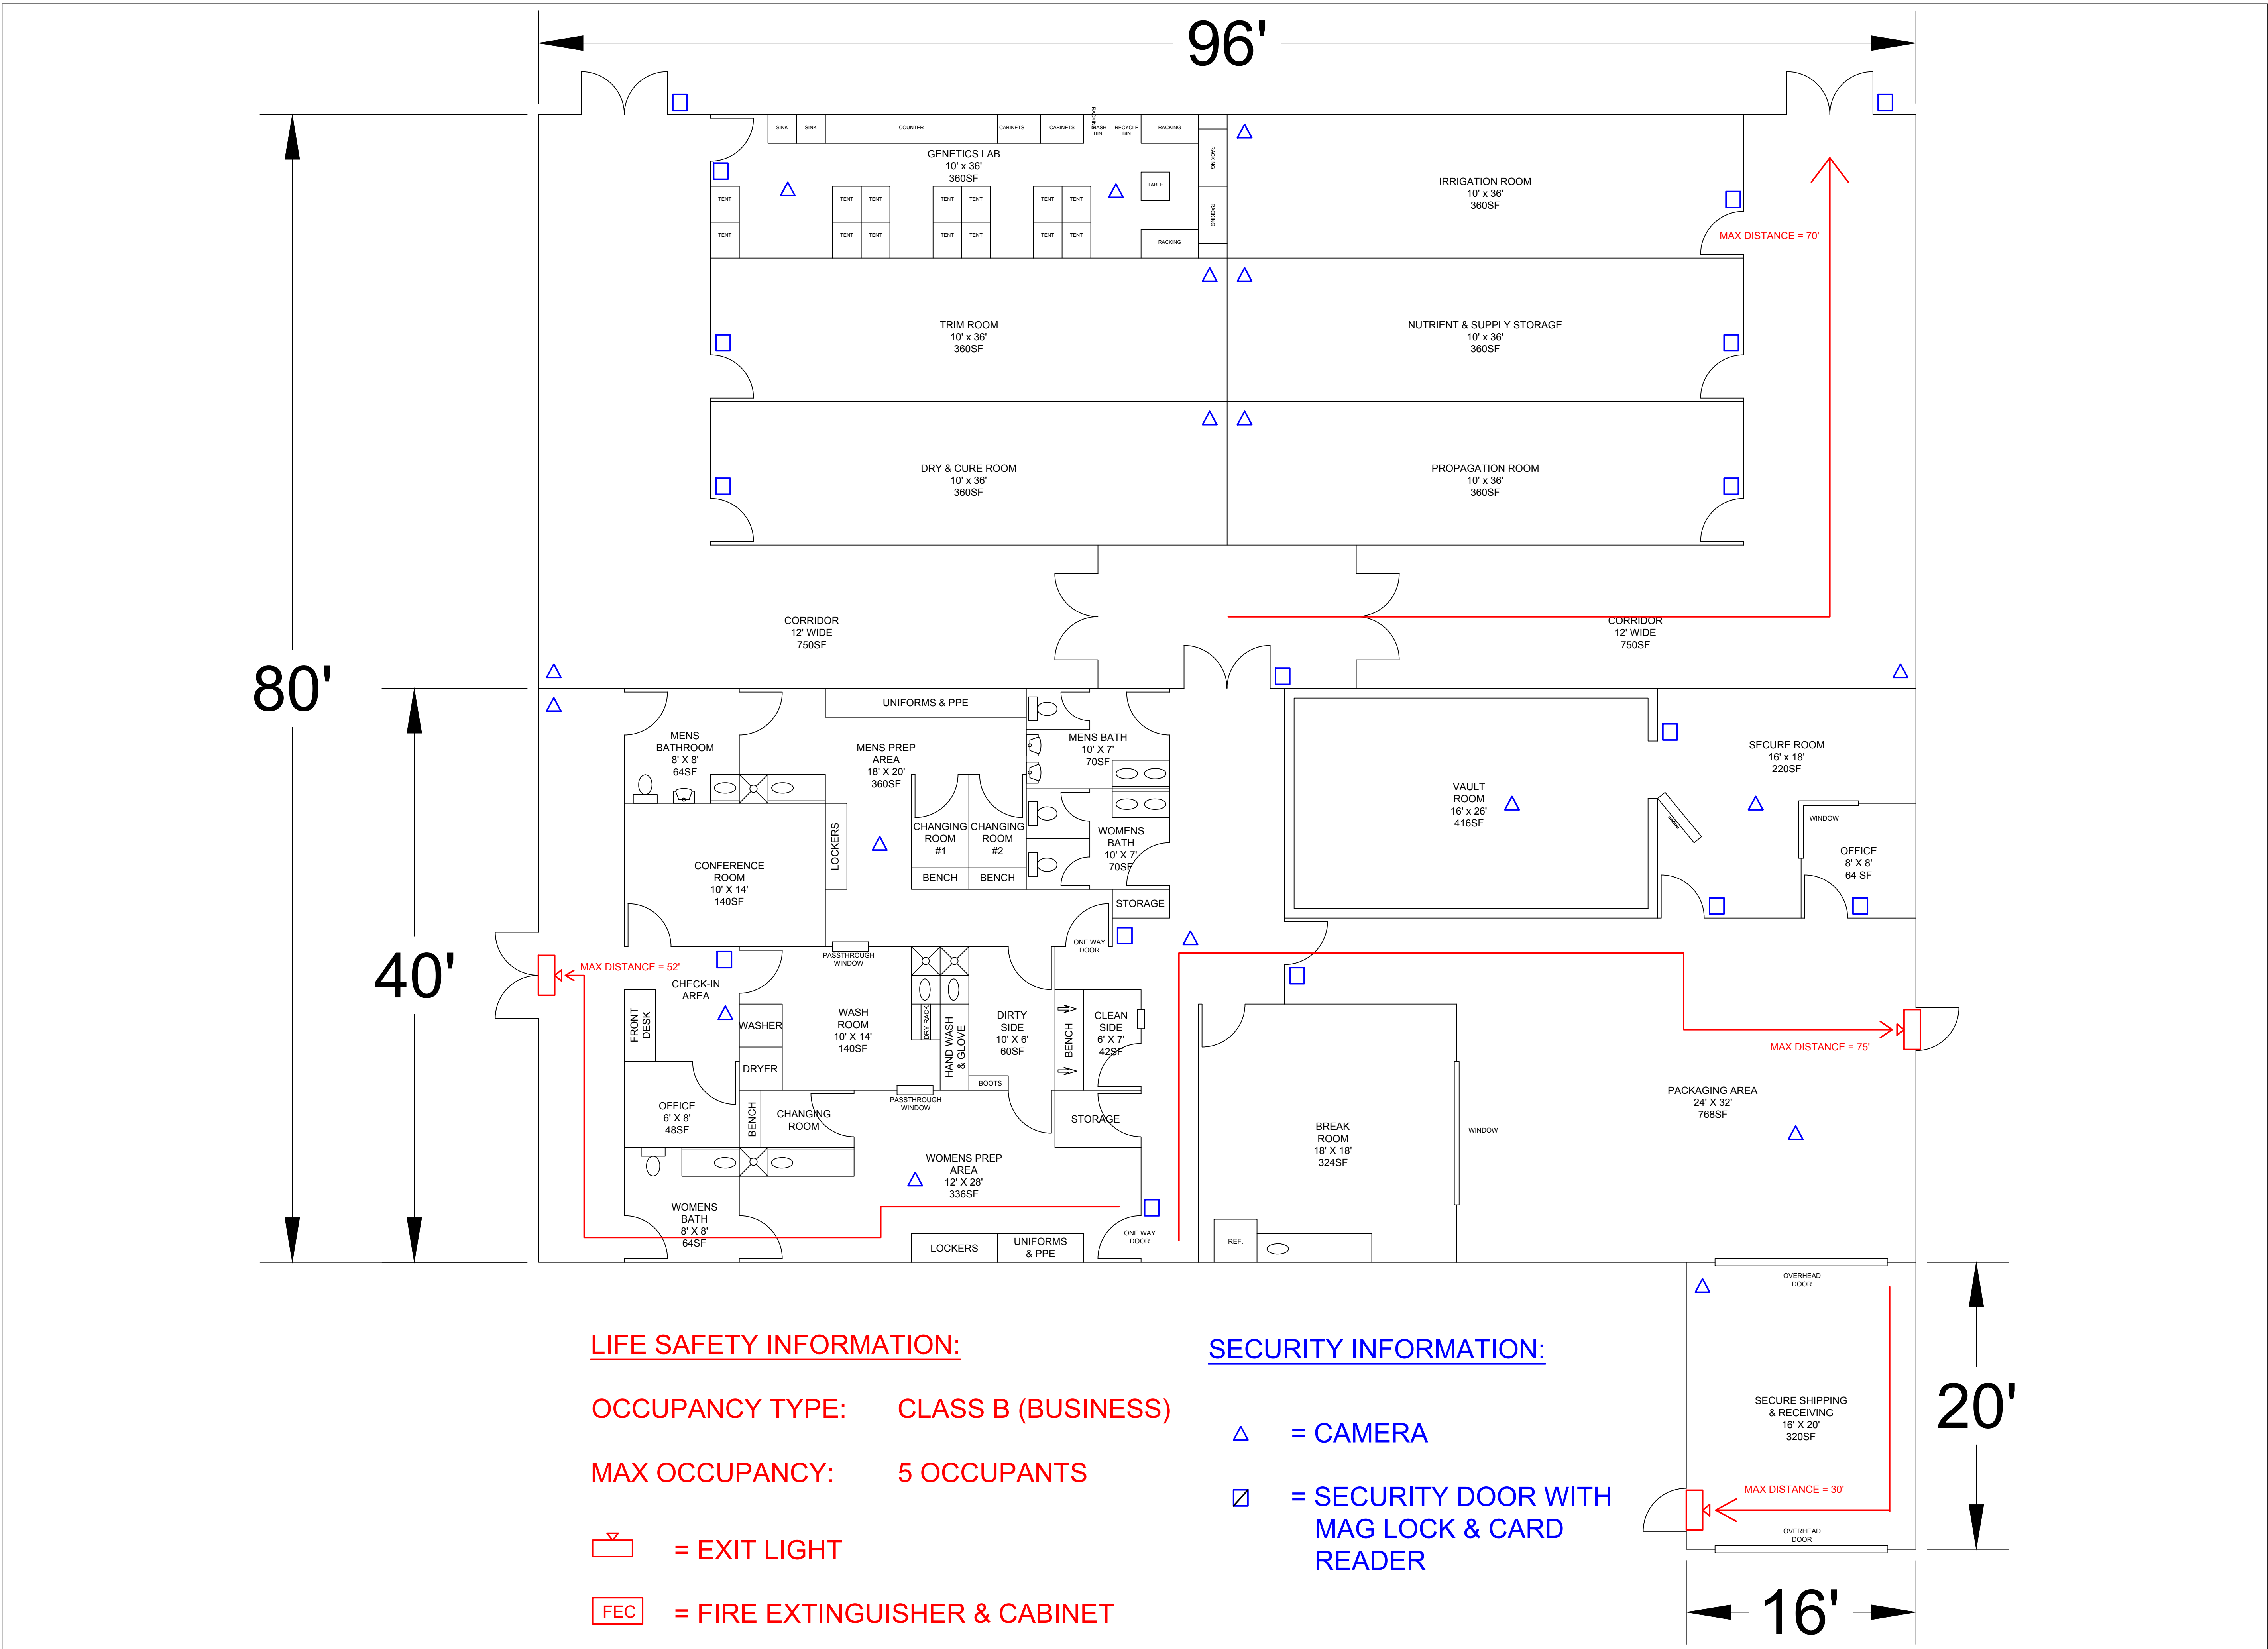 96'
SINK
SINK
COUNTER
CABINETS
CABINETS
RACKING
TRASH
BIN
RECYCLE
BIN
RACKING
GENETICS LAB
10' x 36'
360SF
RACKING
TABLE
RACKING
RACKING
TENT
TENT
TENT
TENT
TENT
TENT
TENT
TENT
TENT
TENT
TENT
TENT
TENT
TENT
IRRIGATION ROOM
10' x 36'
360SF
MAX DISTANCE = 70'
TRIM ROOM
10' x 36'
360SF
NUTRIENT & SUPPLY STORAGE
10' x 36'
360SF
DRY & CURE ROOM
10' x 36'
360SF
PROPAGATION ROOM
10' x 36'
360SF
CORRIDOR
12' WIDE
750SF
CORRIDOR
12' WIDE
750SF
80'
40'
UNIFORMS & PPE
MENS
BATHROOM
8' X 8'
64SF
MENS PREP
AREA
18' X 20'
360SF
MENS BATH
10' X 7'
70SF
CHANGING
ROOM
#1
CHANGING
ROOM
#2
BENCH
BENCH
WOMENS
BATH
10' X 7'
70SF
LOCKERS
CONFERENCE
ROOM
10' X 14'
140SF
STORAGE
VAULT
ROOM
16' x 26'
416SF
SECURE ROOM
16' x 18'
220SF
WINDOW
OFFICE
8' X 8'
64 SF
ONE WAY
DOOR
PASSTHROUGH
WINDOW
MAX DISTANCE = 52'
CHECK-IN
AREA
FRONT
DESK
WASHER
DRYER
WASH
ROOM
10' X 14'
140SF
DRY RACK
HAND WASH
& GLOVE
DIRTY
SIDE
10' X 6'
60SF
BOOTS
BENCH
CLEAN
SIDE
6' X 7'
42SF
MAX DISTANCE = 75'
PACKAGING AREA
24' X 32'
768SF
PASSTHROUGH
WINDOW
OFFICE
6' X 8'
48SF
BENCH
CHANGING
ROOM
STORAGE
BREAK
ROOM
18' X 18'
324SF
WINDOW
WOMENS PREP
AREA
12' X 28'
336SF
WOMENS
BATH
8' X 8'
64SF
LOCKERS
UNIFORMS
& PPE
ONE WAY
DOOR
REF.
OVERHEAD
DOOR
20'
SECURE SHIPPING
& RECEIVING
16' X 20'
320SF
MAX DISTANCE = 30'
OVERHEAD
DOOR
16'
LIFE SAFETY INFORMATION:
OCCUPANCY TYPE: CLASS B (BUSINESS)
MAX OCCUPANCY: 5 OCCUPANTS
= EXIT LIGHT
FEC = FIRE EXTINGUISHER & CABINET
SECURITY INFORMATION:
= CAMERA
= SECURITY DOOR WITH
MAG LOCK & CARD
READER